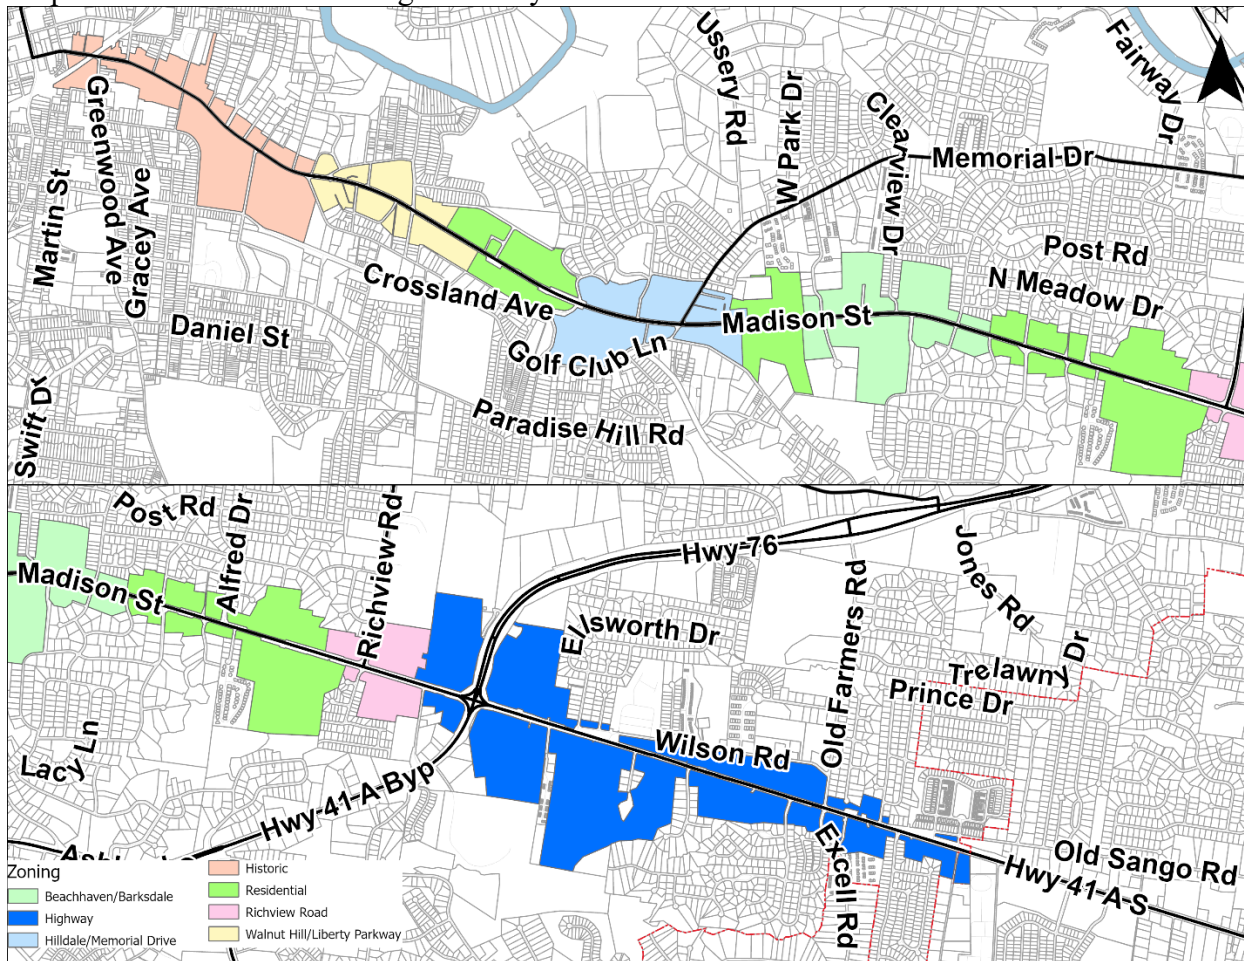 N
Ussery Rd
W Park Dr
Clearview Dr
Fairway Dr
Memorial Dr
Greenwood Ave
Gracey Ave
Martin St
Post Rd
N Meadow Dr
Crossland Ave
Daniel St
Madison St
Golf Club Ln
Paradise Hill Rd
Swift Dr
Post Rd
Alfred Dr
Richview Rd
Hwy 76
Jones Rd
Madison St
Ellsworth Dr
Old Farmers Rd
Trelawny Dr
Prince Dr
Wilson Rd
Lacy Ln
Hwy 41-A Byp
Excell Rd
Old Sango Rd
Hwy 41-A S
Zoning
Beachhaven/Barksdale
Highway
Hilldale/Memorial Drive
Historic
Residential
Richview Road
Walnut Hill/Liberty Parkway